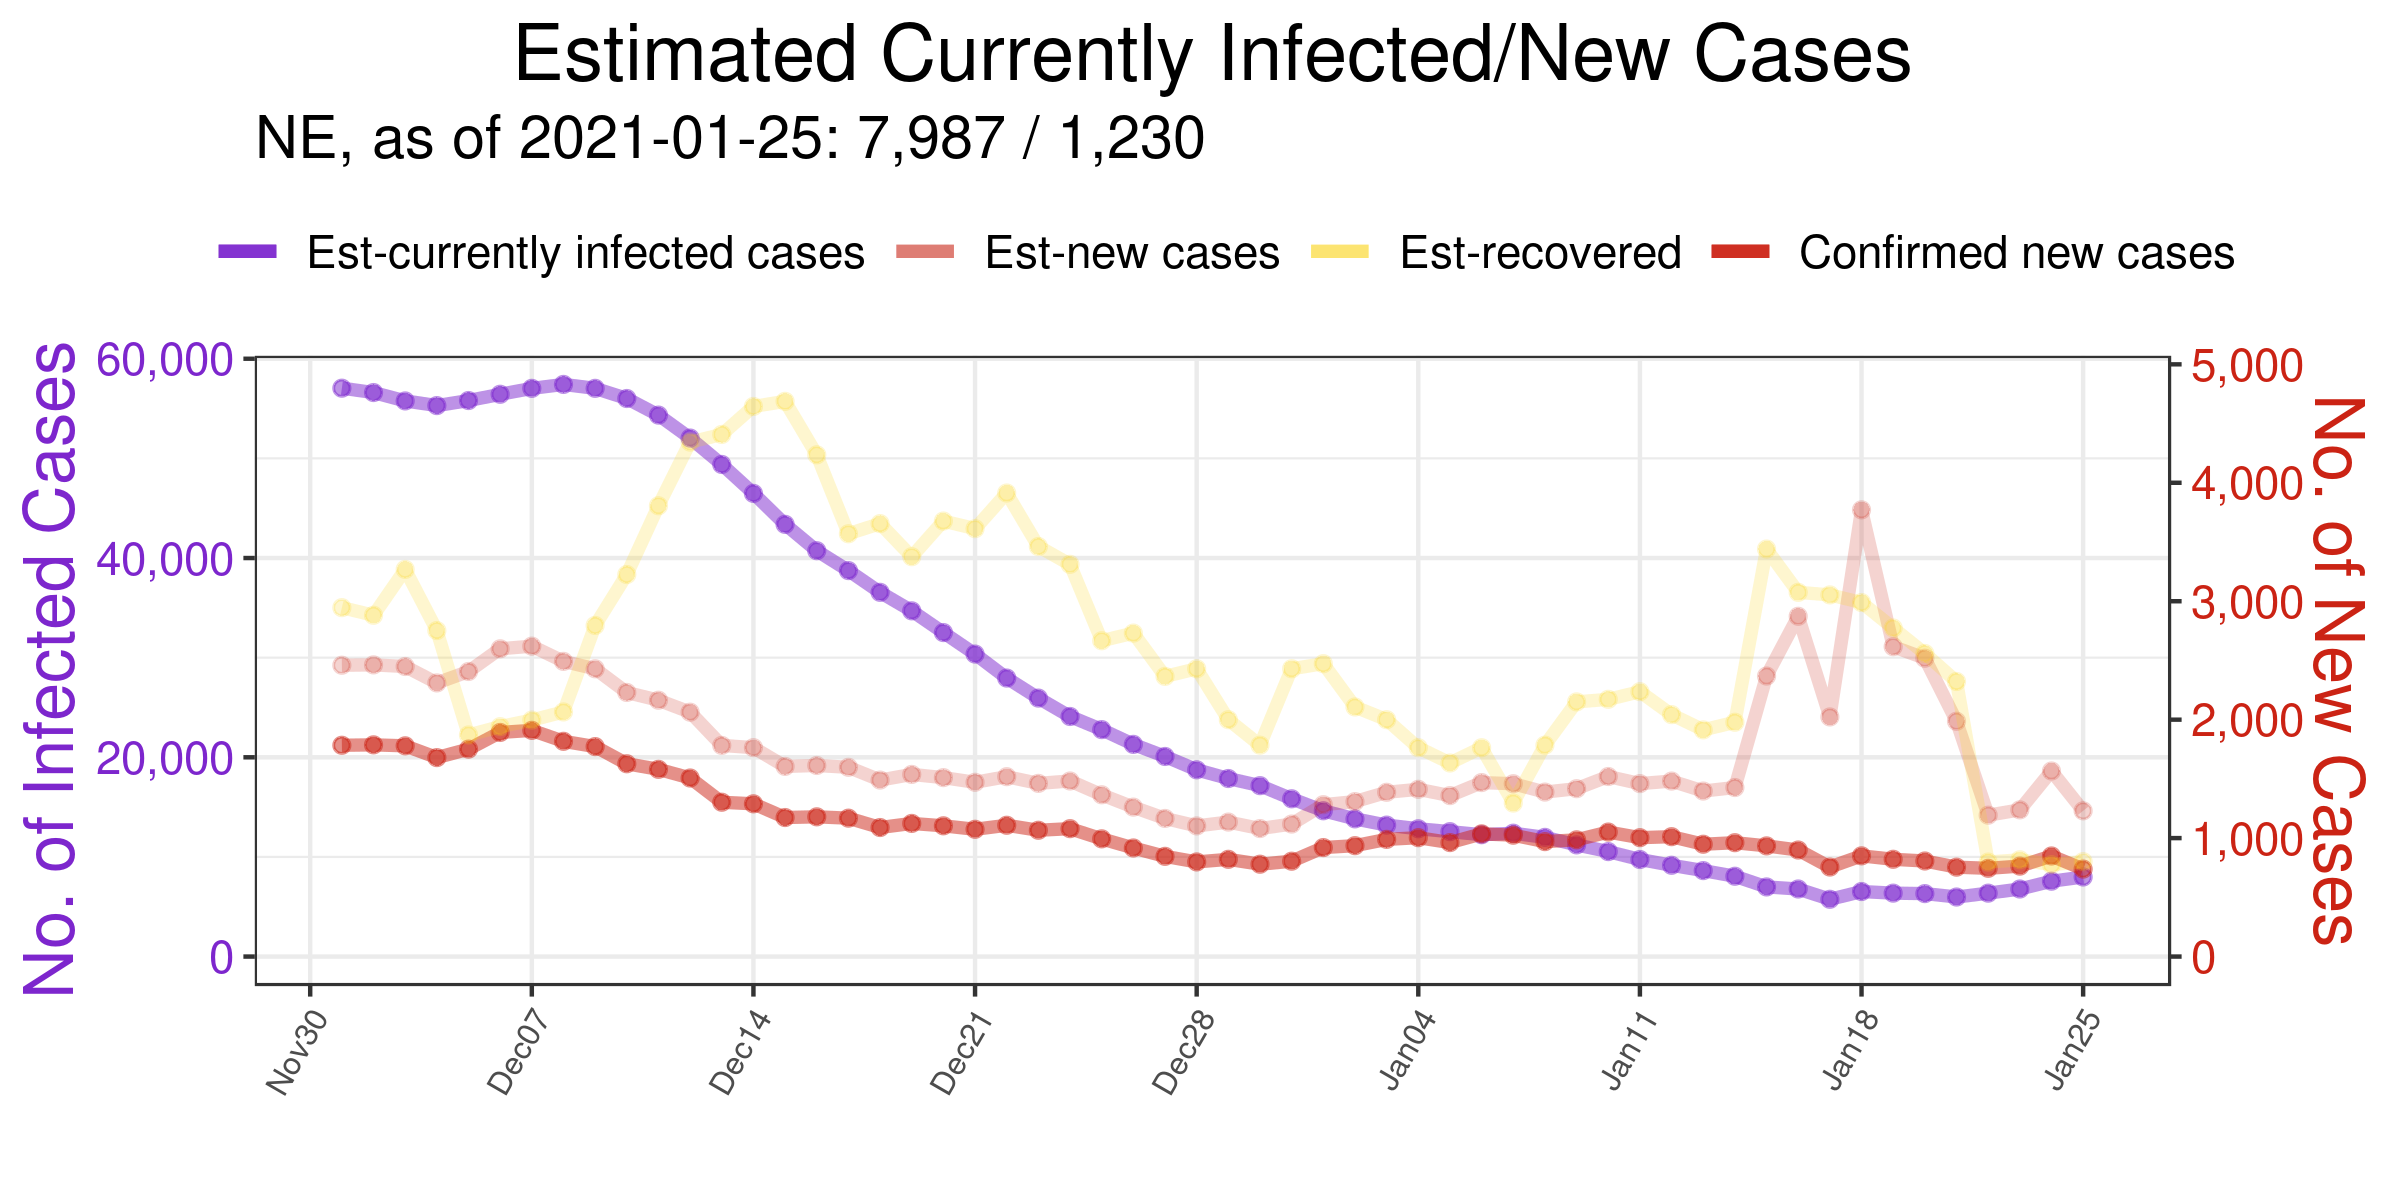 Estimated Currently Infected/New Cases
NE, as of 2021-01-25: 7,987 / 1,230
Est-currently infected cases Est-new cases Est-recovered Confirmed new cases
No. of Infected Cases
60,000
40,000
20,000
0
5,000
4,000
3,000
2,000
1,000
0
No. of New Cases
Nov30 Dec07 Dec14 Dec21 Dec28 Jan04 Jan11 Jan18 Jan25